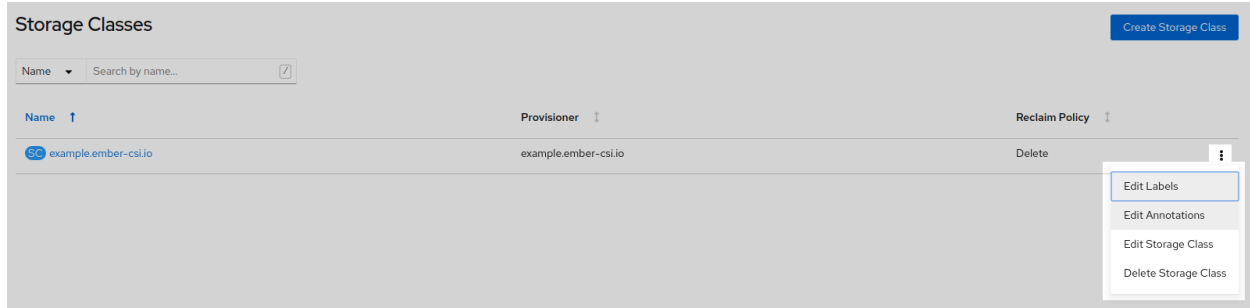 Storage Classes
Create Storage Class
Name Search by name... /
Name Provisioner Reclaim Policy
SC example.ember-csi.io example.ember-csi.io Delete
Edit Labels
Edit Annotations
Edit Storage Class
Delete Storage Class